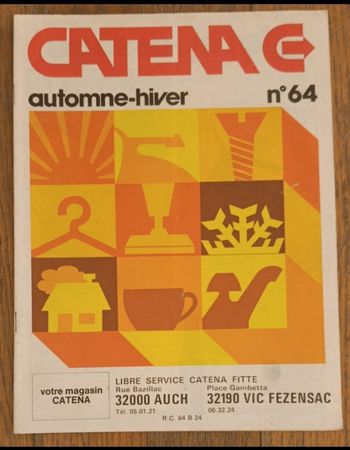 CATENA
automne-hiver n°64
votre magasin
CATENA
LIBRE SERVICE CATENA FITTE
Rue Bazillac Place Gambetta
32000 AUCH 32190 VIC FEZENSAC
Tél. 05.01.21 06.32.24
R.C. 64 B 24